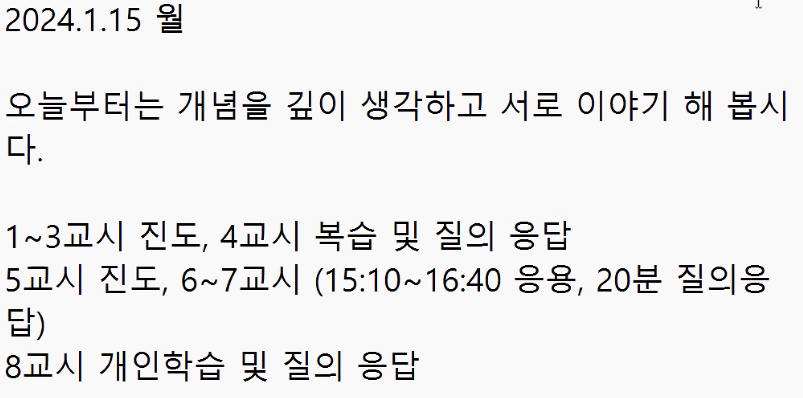 2024.1.15 월
오늘부터는 개념을 깊이 생각하고 서로 이야기 해 봅시
다.
1~3교시 진도, 4교시 복습 및 질의 응답
5교시 진도, 6~7교시 (15:10~16:40 응용, 20분 질의응
답)
8교시 개인학습 및 질의 응답